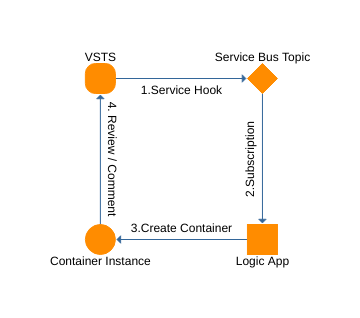 VSTS
Service Bus Topic
1.Service Hook
4. Review / Comment
2.Subscription
3.Create Container
Container Instance
Logic App